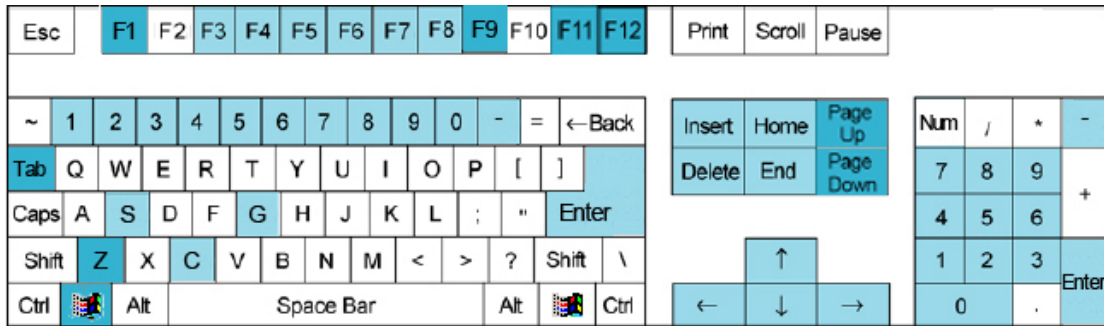 Esc F1 F2 F3 F4 F5 F6 F7 F8 F9 F10 F11 F12 Print Scroll Pause
~ 1 2 3 4 5 6 7 8 9 0 - = ←Back Insert Home Page Up Num / * -
Tab Q W E R T Y U I O P [ ] Delete End Page Down 7 8 9 +
Caps A S D F G H J K L ; " Enter 4 5 6
Shift Z X C V B N M < > ? Shift \ ↑ 1 2 3 Enter
Ctrl Alt Space Bar Alt Ctrl ← ↓ → 0 .